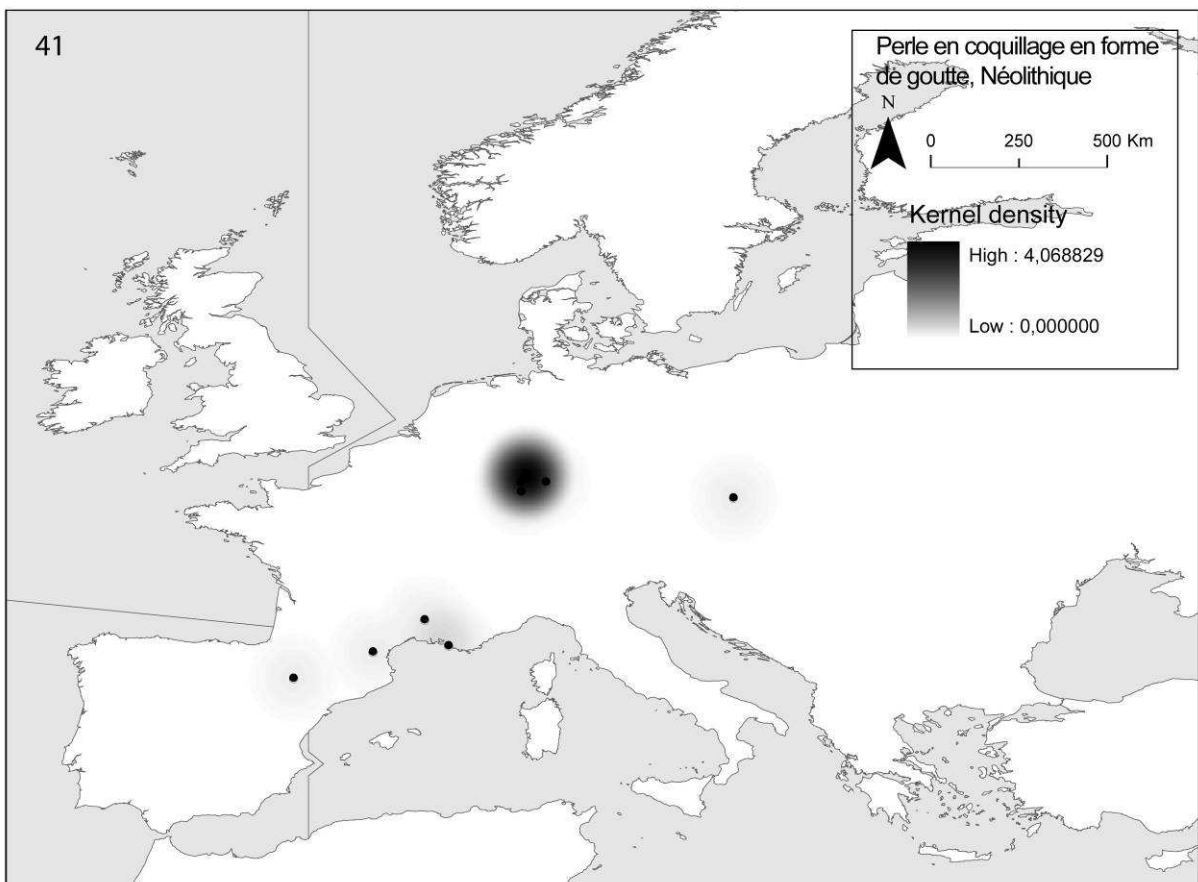 41
Perle en coquillage en forme
de goutte, Néolithique
N
0 250 500 Km
Kernel density
High : 4,068829
Low : 0,000000